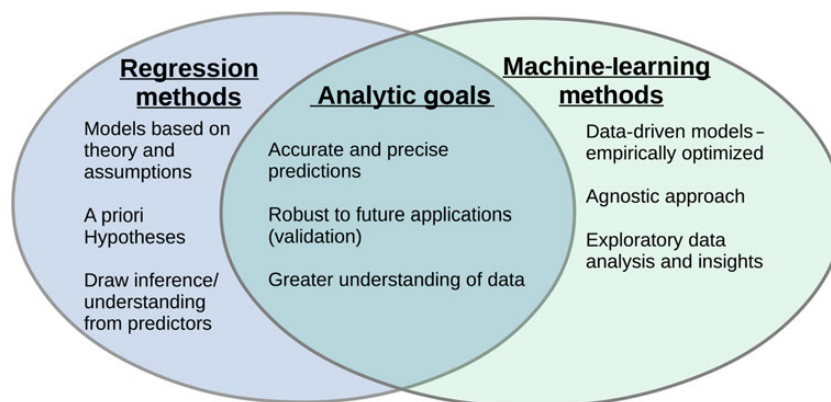 Regression
methods
Models based on
theory and
assumptions
A priori
Hypotheses
Draw inference/
understanding
from predictors
Analytic goals
Accurate and precise
predictions
Robust to future applications
(validation)
Greater understanding of data
Machine-learning
methods
Data-driven models–
empirically optimized
Agnostic approach
Exploratory data
analysis and insights